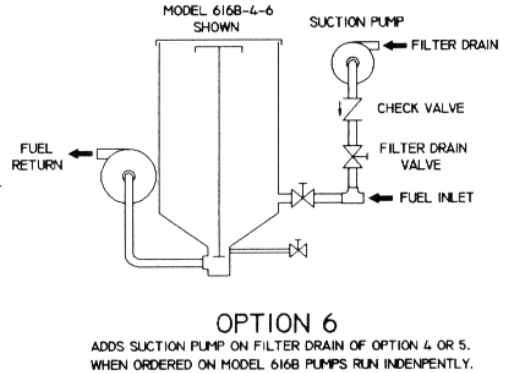 MODEL 616B-4-6
SHOWN
SUCTION PUMP
FILTER DRAIN
CHECK VALVE
FUEL
RETURN
FILTER DRAIN
VALVE
FUEL INLET
OPTION 6
ADDS SUCTION PUMP ON FILTER DRAIN OF OPTION 4 OR 5.
WHEN ORDERED ON MODEL 616B PUMPS RUN INDENPENTLY.